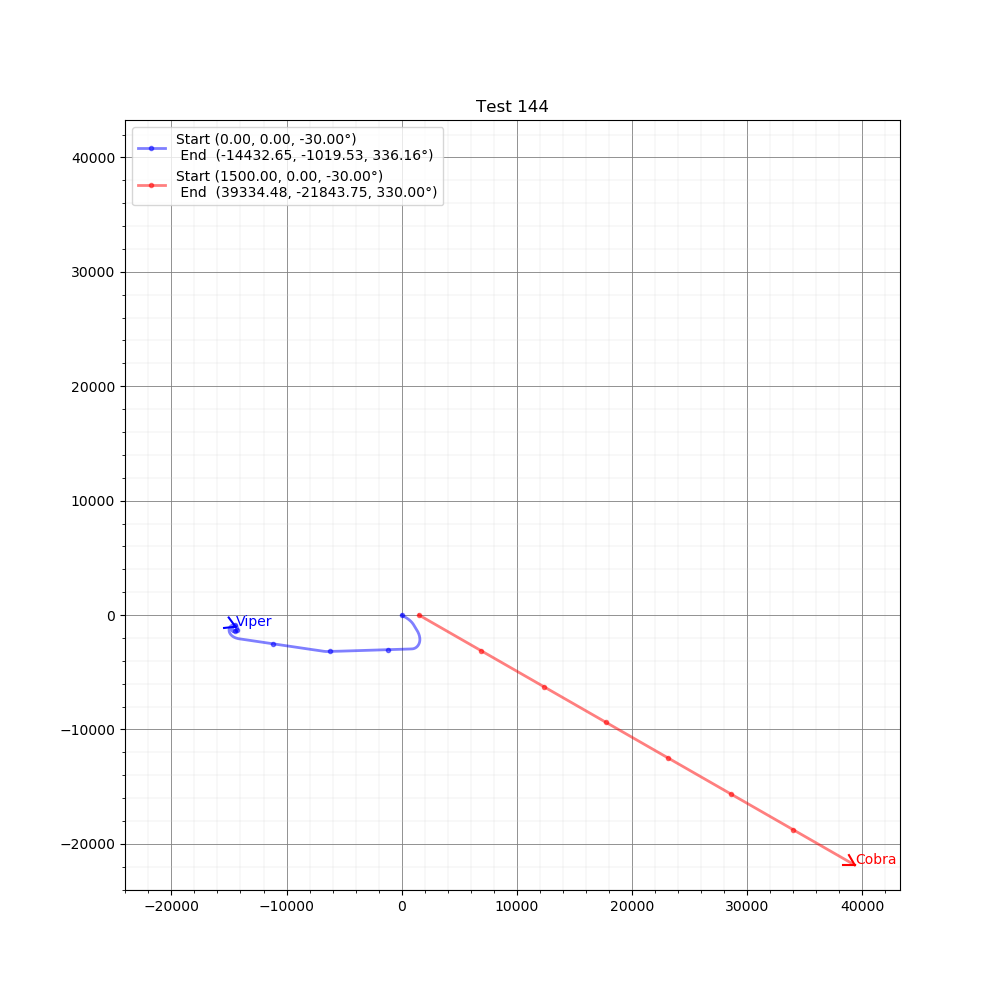 Test 144
Start (0.00, 0.00, -30.00°)
End  (-14432.65, -1019.53, 336.16°)
Start (1500.00, 0.00, -30.00°)
End  (39334.48, -21843.75, 330.00°)
40000
30000
20000
10000
0
−10000
−20000
Viper
Cobra
−20000
−10000
0
10000
20000
30000
40000